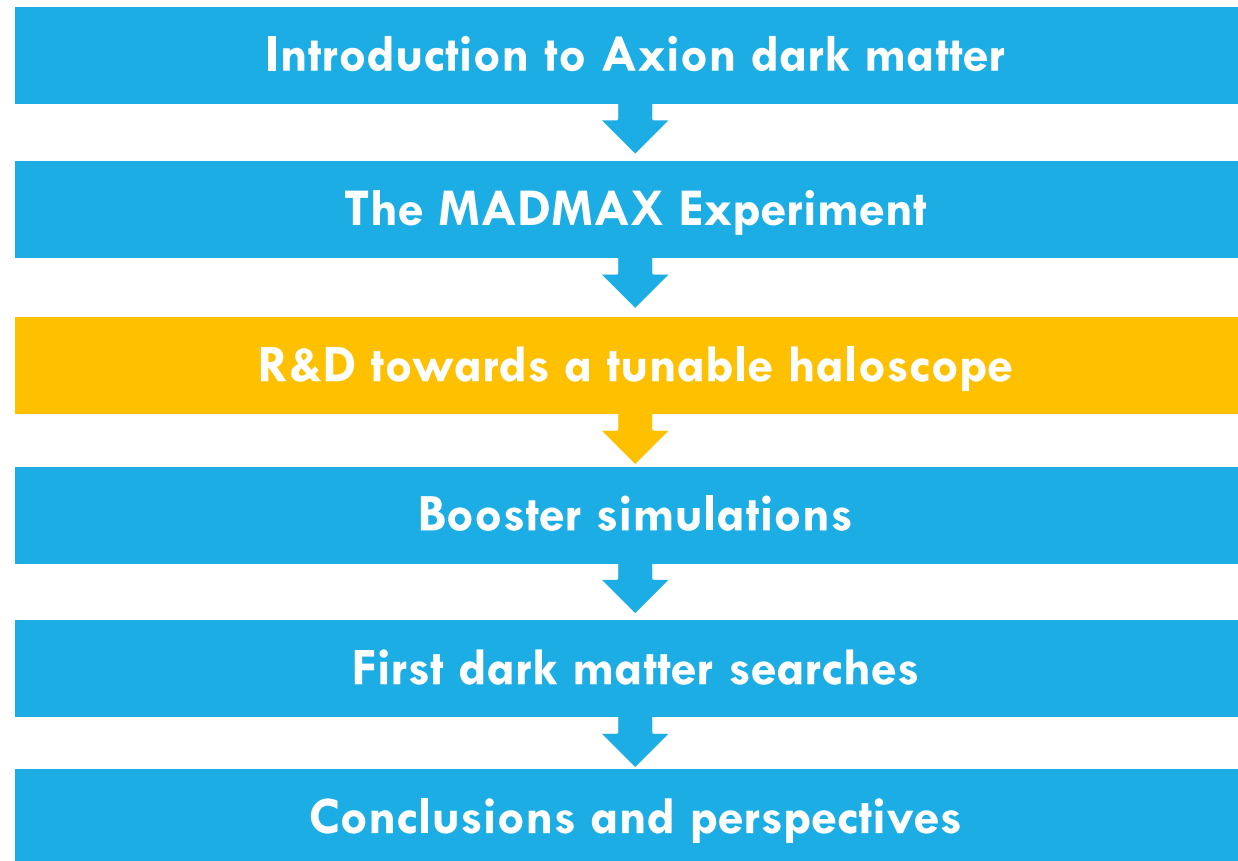 Introduction to Axion dark matter
The MADMAX Experiment
R&D towards a tunable haloscope
Booster simulations
First dark matter searches
Conclusions and perspectives